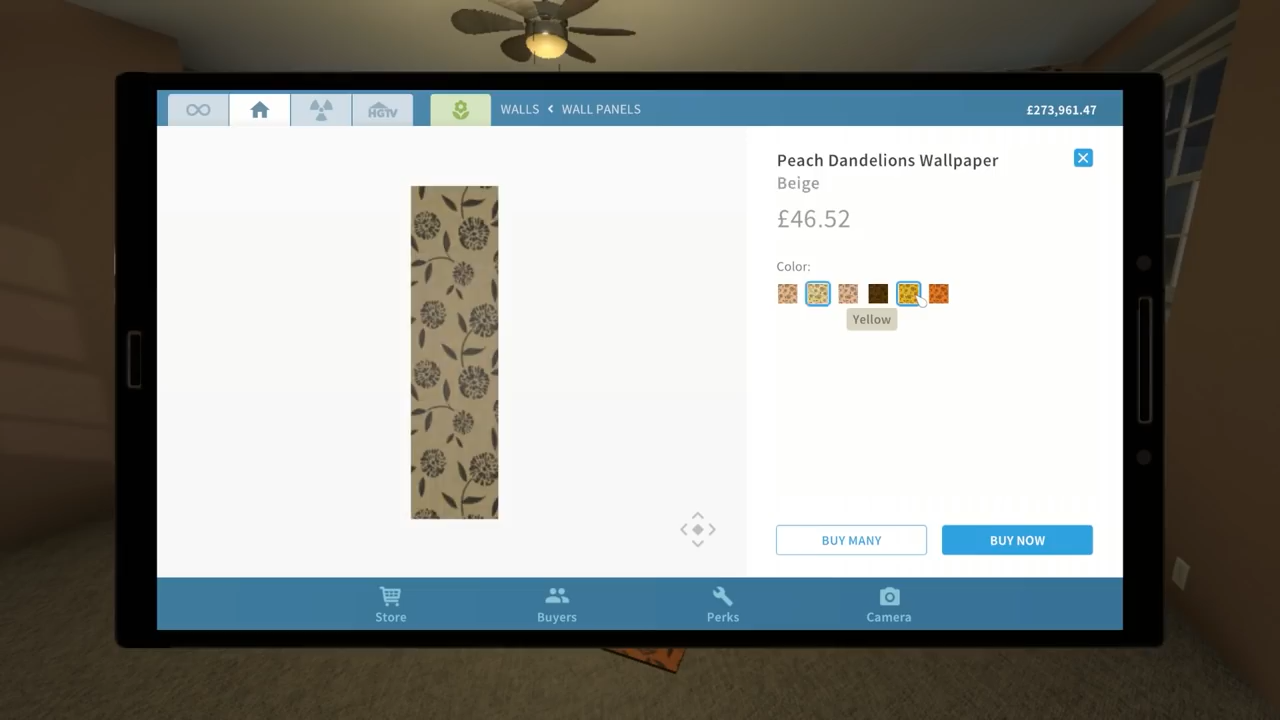 HGTV
WALLS < WALL PANELS
£273,961.47
Peach Dandelions Wallpaper
Beige
£46.52
Color:
Yellow
BUY MANY
BUY NOW
Store
Buyers
Perks
Camera